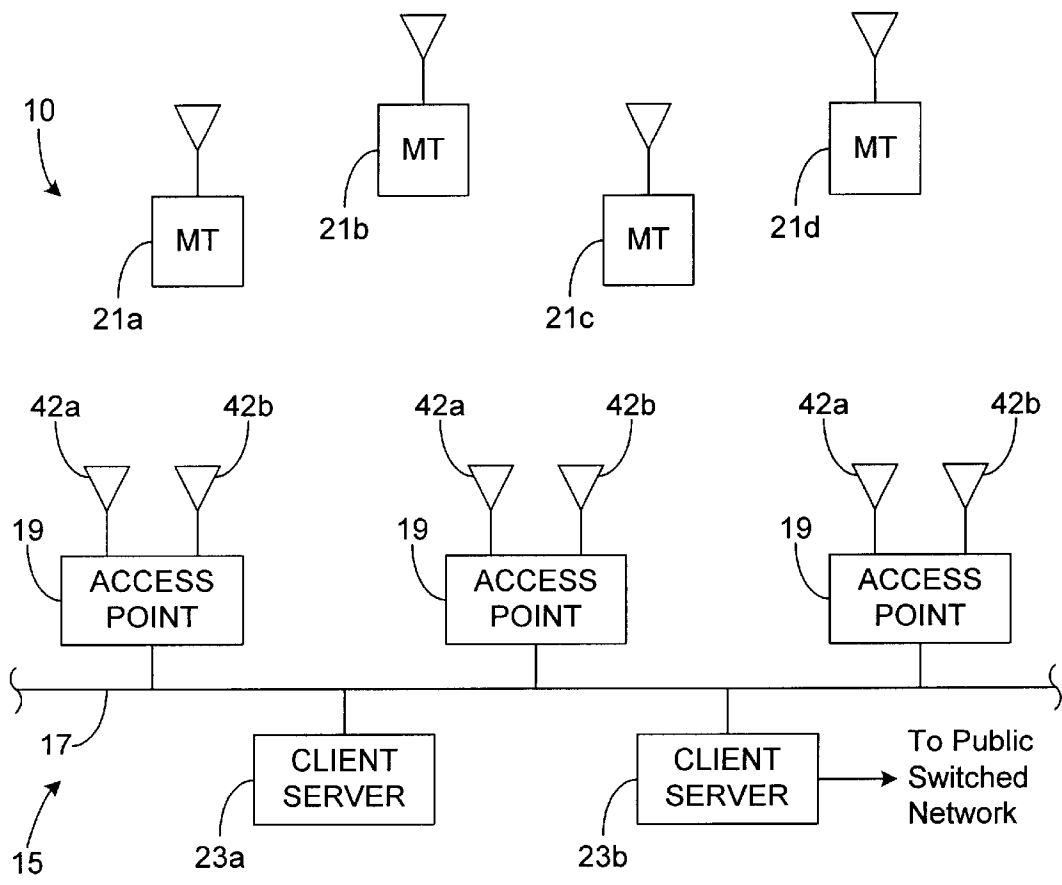 10
MT
21a
MT
21b
MT
21c
MT
21d
42a
42b
42a
42b
42a
42b
19
ACCESS
POINT
19
ACCESS
POINT
19
ACCESS
POINT
17
15
CLIENT
SERVER
23a
CLIENT
SERVER
23b
To Public
Switched
Network